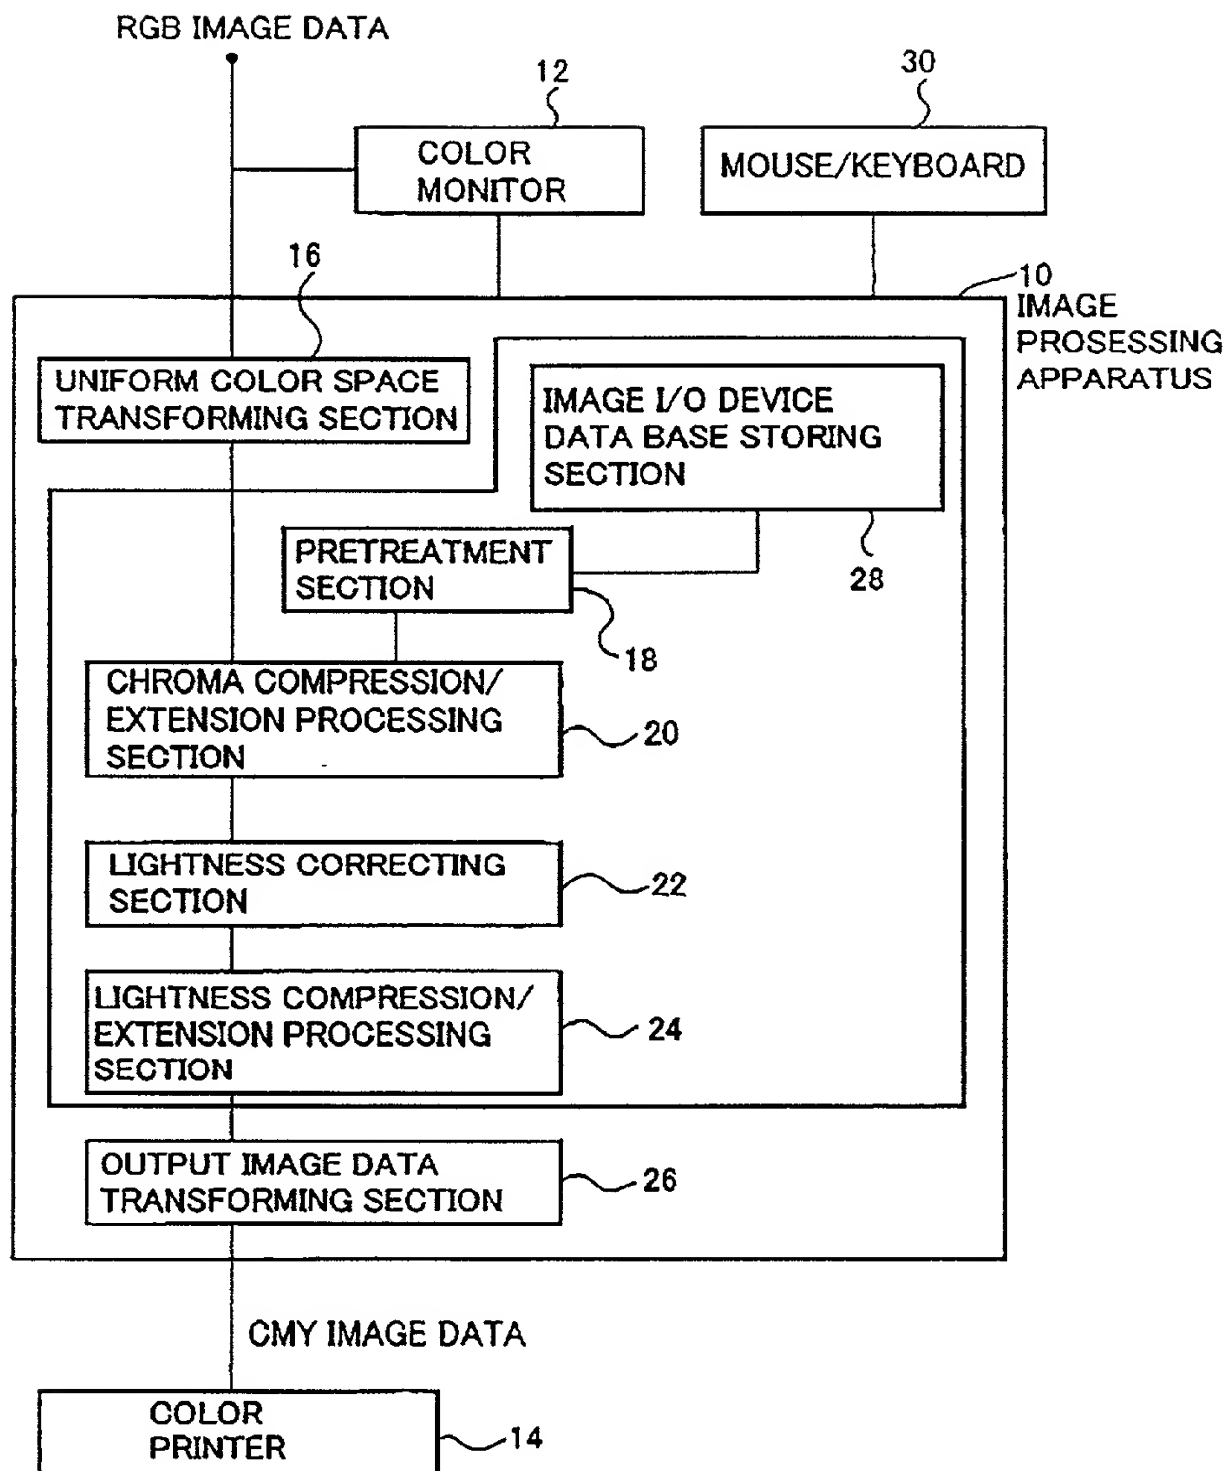 RGB IMAGE DATA
12
30
COLOR
MONITOR
MOUSE/KEYBOARD
16
10
IMAGE
PROSESSING
APPARATUS
UNIFORM COLOR SPACE
TRANSFORMING SECTION
IMAGE I/O DEVICE
DATA BASE STORING
SECTION
PRETREATMENT
SECTION
28
18
CHROMA COMPRESSION/
EXTENSION PROCESSING
SECTION
20
LIGHTNESS CORRECTING
SECTION
22
LIGHTNESS COMPRESSION/
EXTENSION PROCESSING
SECTION
24
OUTPUT IMAGE DATA
TRANSFORMING SECTION
26
CMY IMAGE DATA
COLOR
PRINTER
14